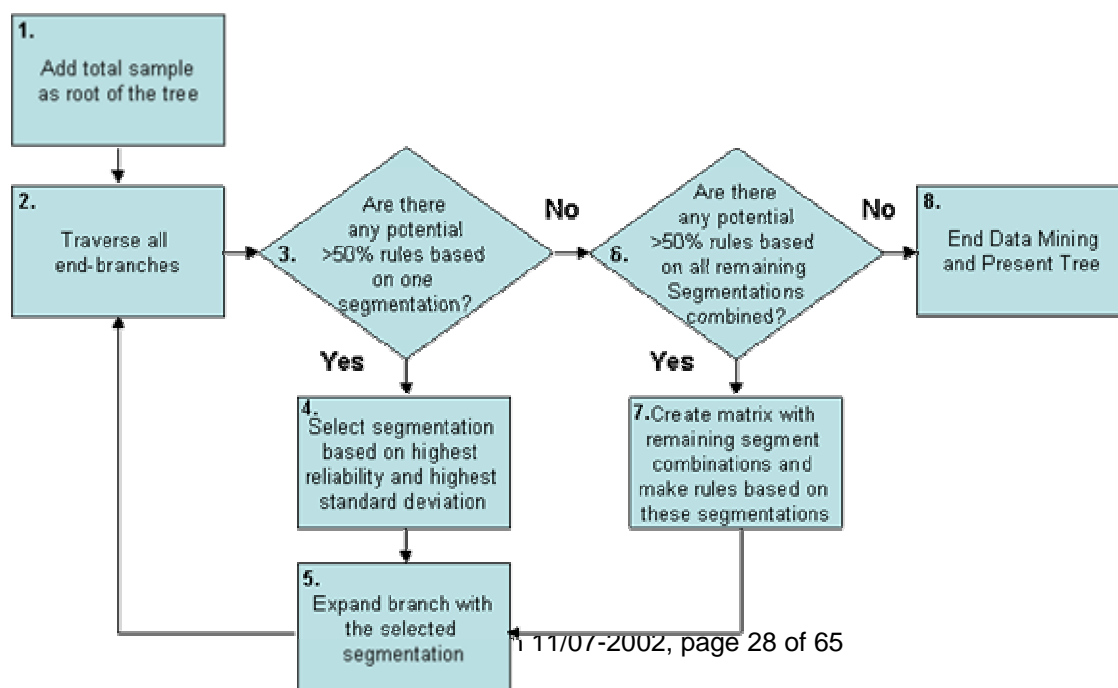 1.
Add total sample
as root of the tree
2.
Traverse all
end-branches
3.
Are there
any potential
>50% rules based
on one
segmentation?
No
Yes
4.
Select segmentation
based on highest
reliability and highest
standard deviation
5.
Expand branch with
the selected
segmentation
6.
Are there
any potential
>50% rules based
on all remaining
Segmentations
combined?
No
Yes
7. Create matrix with
remaining segment
combinations and
make rules based on
these segmentations
8.
End Data Mining
and Present Tree
11/07-2002, page 28 of 65